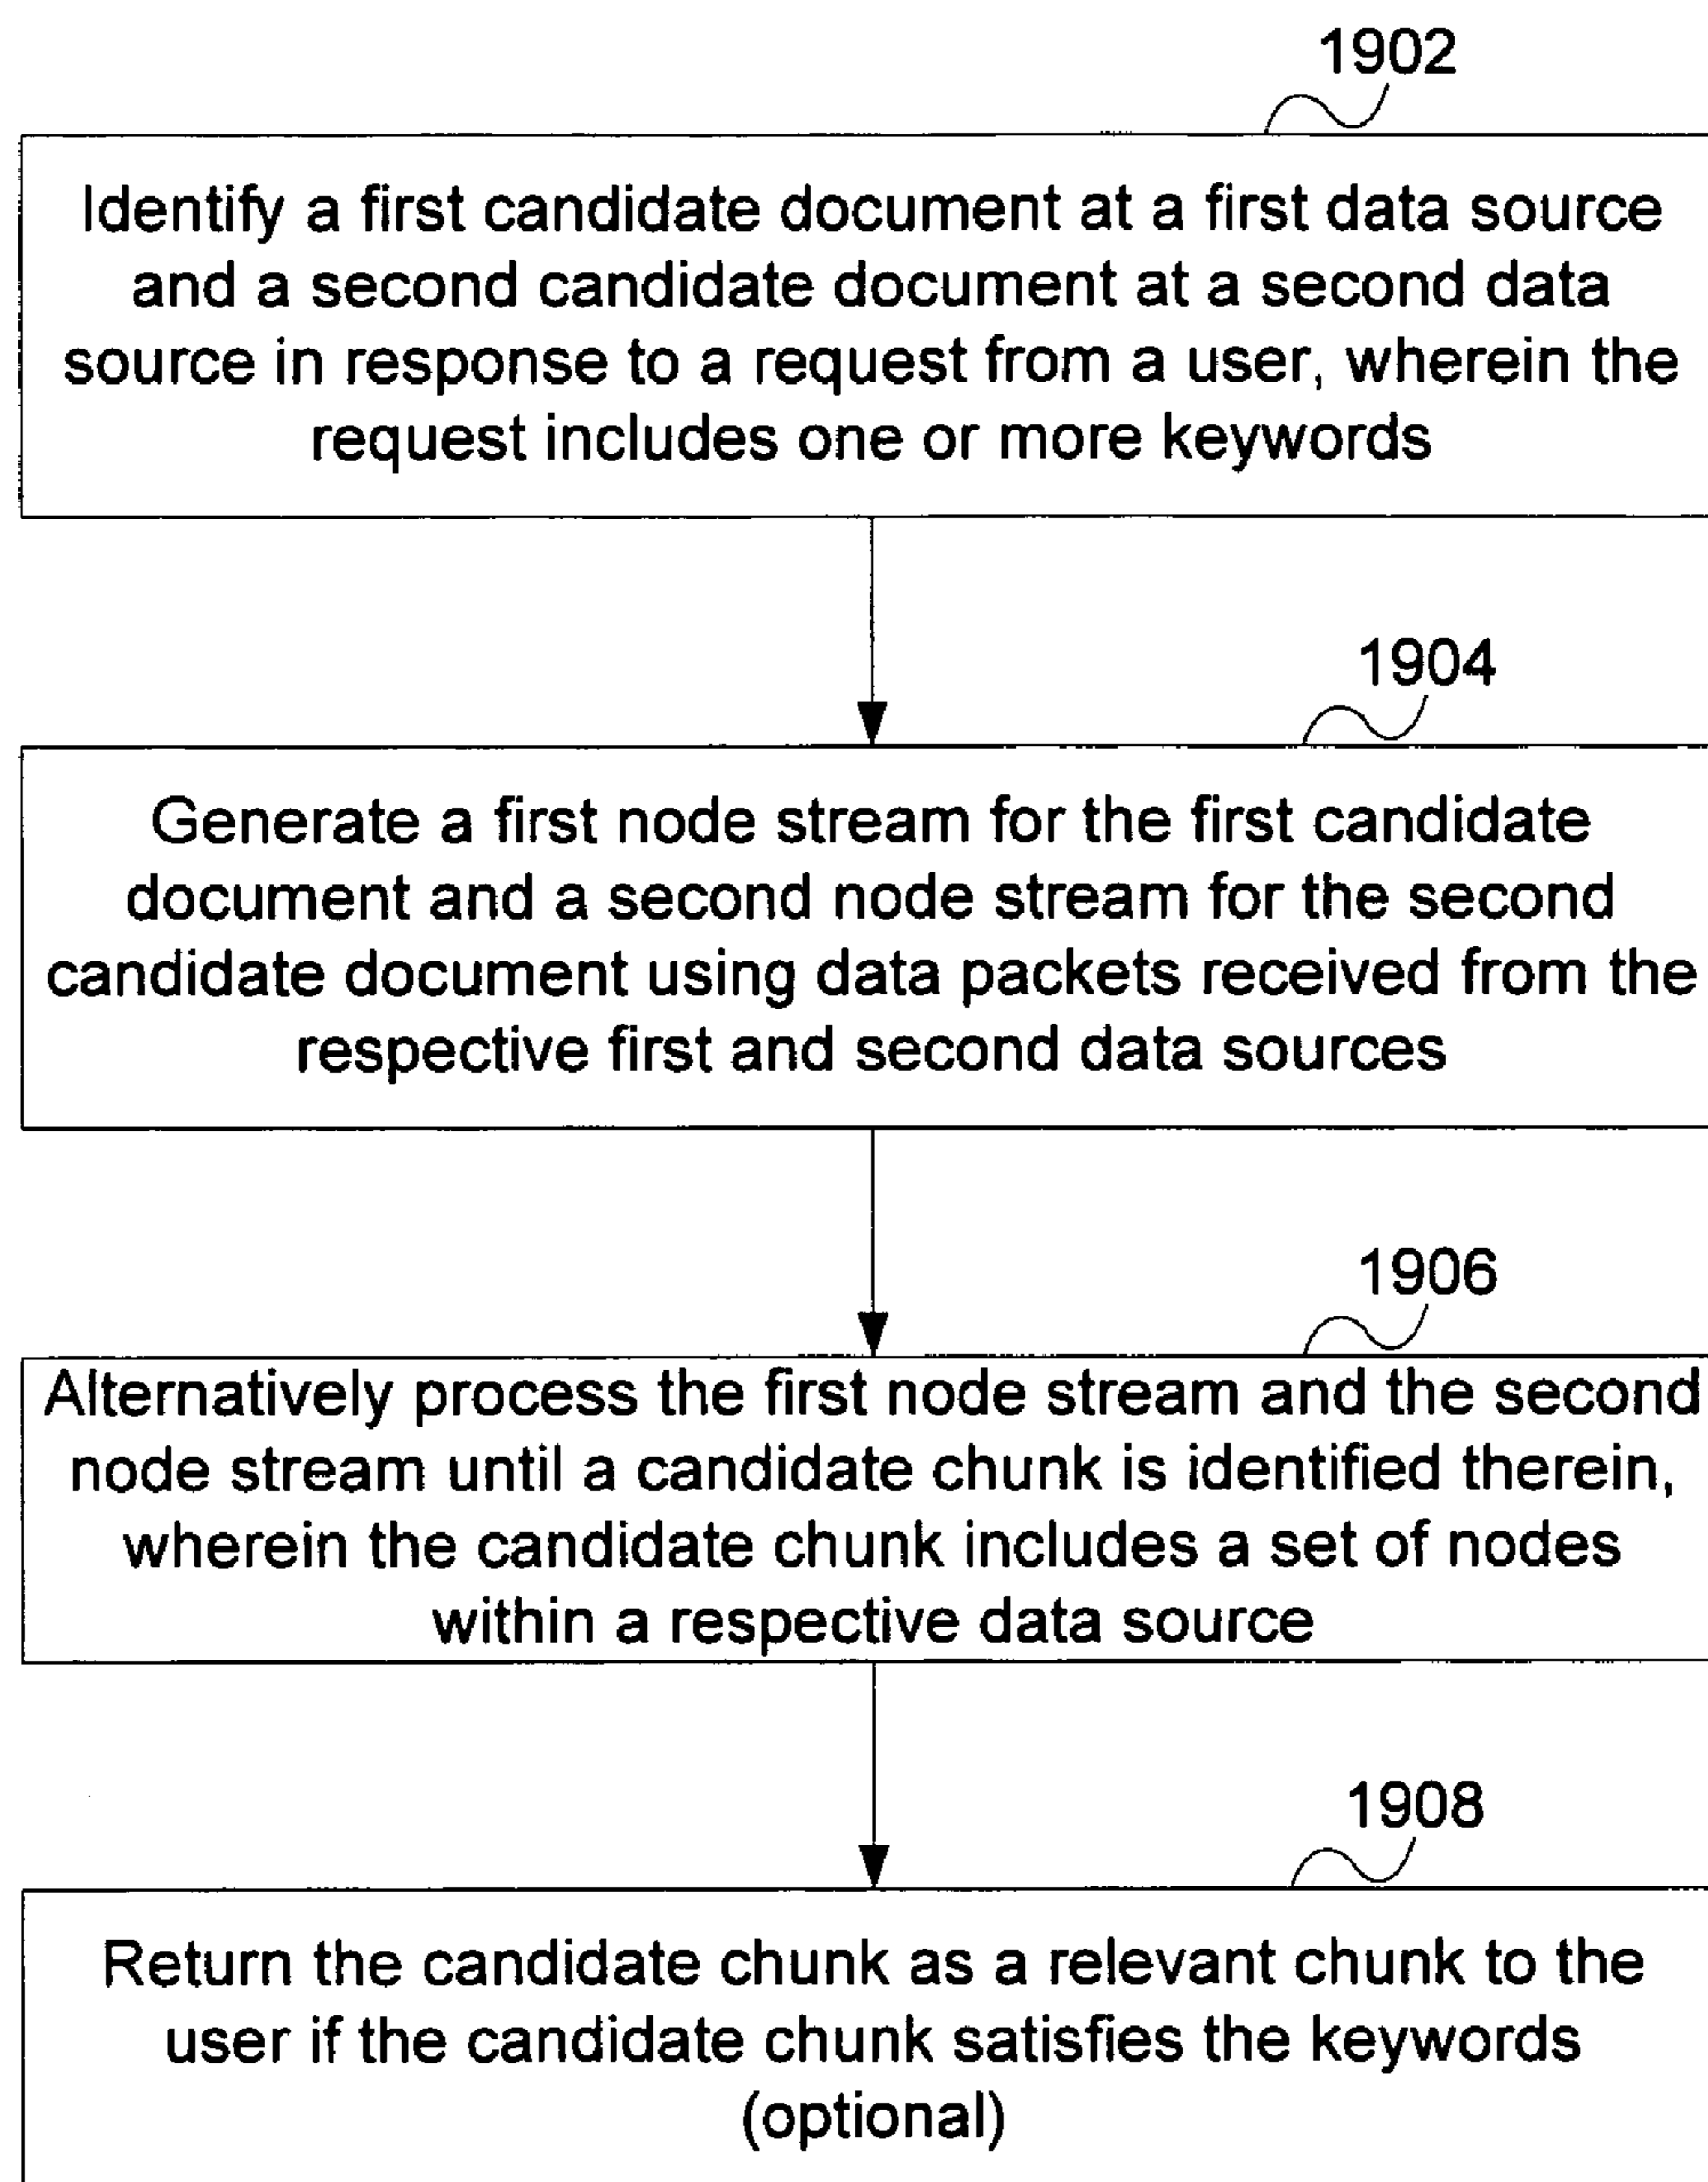 1902
Identify a first candidate document at a first data source
and a second candidate document at a second data
source in response to a request from a user, wherein the
request includes one or more keywords
1904
Generate a first node stream for the first candidate
document and a second node stream for the second
candidate document using data packets received from the
respective first and second data sources
1906
Alternatively process the first node stream and the second
node stream until a candidate chunk is identified therein,
wherein the candidate chunk includes a set of nodes
within a respective data source
1908
Return the candidate chunk as a relevant chunk to the
user if the candidate chunk satisfies the keywords
(optional)